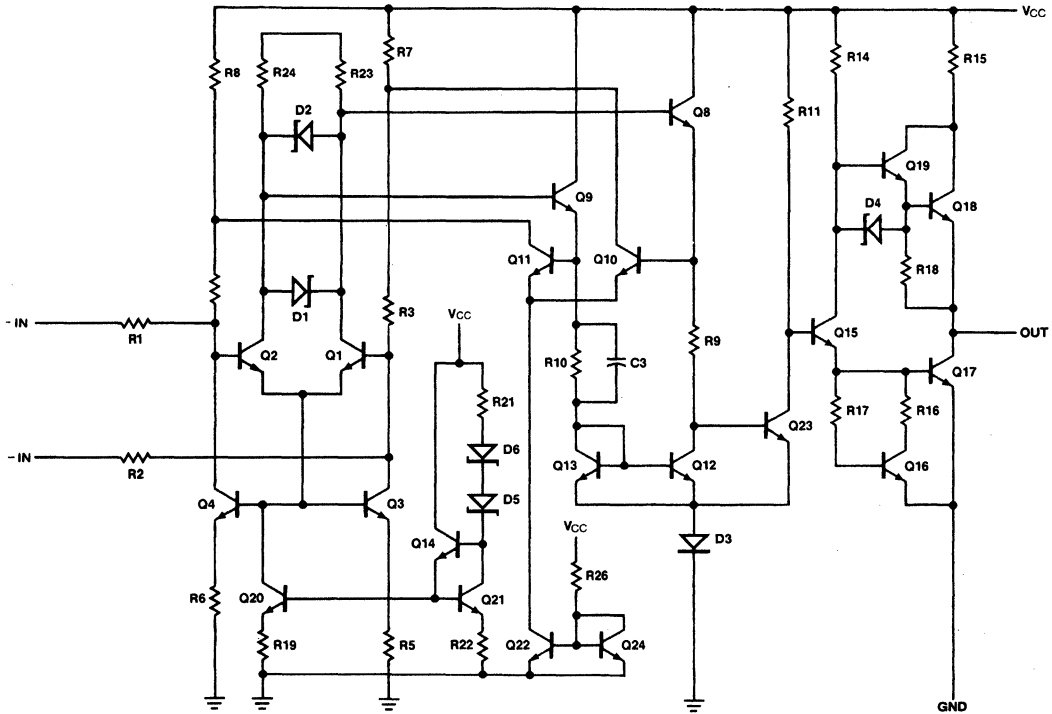 VCC
R7
R8
R24
R23
R14
R15
D2
Q8
R11
Q19
Q9
D4
Q18
Q11
Q10
R18
D1
R3
- IN
R1
VCC
Q15
OUT
Q2
Q1
R10
C3
R9
Q17
R21
R17
R16
D6
Q23
- IN
R2
Q13
Q12
Q16
Q4
Q3
D5
VCC
Q14
D3
R26
R6
Q20
Q21
R19
R5
R22
Q22
Q24
GND